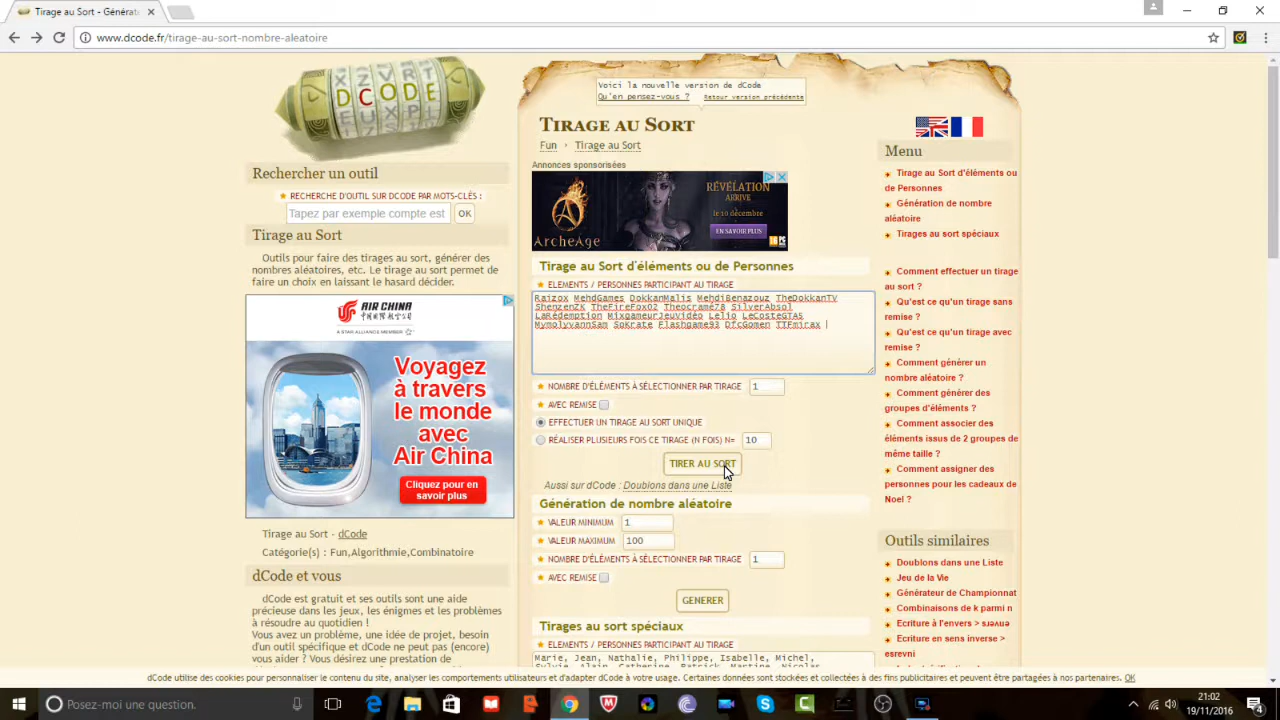 Tirage au Sort - Générat
www.dcode.fr/tirage-au-sort-nombre-aleatoire
DCODE
Voici la nouvelle version de dCode
Qu'en pensez-vous ? Retour version précédente
Rechercher un outil
RECHERCHE D'OUTIL SUR DCODE PAR MOTS-CLÉS :
Tapez par exemple compte est OK
Tirage au Sort
Outils pour faire des tirages au sort, générer des
nombres aléatoires, etc. Le tirage au sort permet de
faire un choix en laissant le hasard décider.
AIR CHINA
A STAR ALLIANCE MEMBER
Voyagez
à travers
le monde
avec
Air China
Cliquez pour en
savoir plus
Tirage au Sort - dCode
Catégorie(s) : Fun,Algorithmie,Combinatoire
dCode et vous
dCode est gratuit et ses outils sont une aide
précieuse dans les jeux, les énigmes et les problèmes
à résoudre au quotidien !
Vous avez un problème, une idée de projet, besoin
d'un outil spécifique et dCode ne peut pas (encore)
vous aider ? Vous désirez une prestation de
TIRAGE AU SORT
Fun › Tirage au Sort
Annonces sponsorisées
ARCHEAGE
RÉVÉLATION
ARRIVE
le 10 décembre
EN SAVOIR PLUS
Tirage au Sort d'éléments ou de Personnes
ELEMENTS / PERSONNES PARTICIPANT AU TIRAGE
Raizox MehdGames DokkanMalis MehdiBenazouz TheDokkanTV
ShenzenZK TheFireFox02 Theocrame78 SilverAbsol
LaRédemption MixgameurJeuVidéo Lelio LeCosteGTA5
MymolyvannSam Sokrate Flashgame93 DfcGomen TTFmirax
NOMBRE D'ÉLÉMENTS À SÉLECTIONNER PAR TIRAGE 1
AVEC REMISE
EFFECTUER UN TIRAGE AU SORT UNIQUE
RÉALISER PLUSIEURS FOIS CE TIRAGE (N FOIS) N= 10
TIRER AU SORT
Aussi sur dCode : Doublons dans une Liste
Génération de nombre aléatoire
VALEUR MINIMUM 1
VALEUR MAXIMUM 100
NOMBRE D'ÉLÉMENTS À SÉLECTIONNER PAR TIRAGE 1
AVEC REMISE
GENERER
Tirages au sort spéciaux
ELEMENTS / PERSONNES PARTICIPANT AU TIRAGE
Marie, Jean, Nathalie, Philippe, Isabelle, Michel,
Sylvie, Alain, Catherine, Patrick, Martine, Nicolas,
Menu
Tirage au Sort d'éléments ou
de Personnes
Génération de nombre
aléatoire
Tirages au sort spéciaux
Comment effectuer un tirage
au sort ?
Qu'est ce qu'un tirage sans
remise ?
Qu'est ce qu'un tirage avec
remise ?
Comment générer un
nombre aléatoire ?
Comment générer des
groupes d'éléments ?
Comment associer des
éléments issus de 2 groupes de
même taille ?
Comment assigner des
personnes pour les cadeaux de
Noel ?
Outils similaires
Doublons dans une Liste
Jeu de la Vie
Générateur de Championnat
Combinaisons de k parmi n
Ecriture à l'envers > sɹǝʌuǝ
Ecriture en sens inverse >
esrevni
dCode utilise des cookies pour personnaliser le contenu du site, analyser les comportements utilisateurs et d'adapter dCode à votre usage. Certaines données sont stockées et collectées à des fins publicitaires et peuvent être partagées à nos partenaires. OK
Posez-moi une question.
21:02
19/11/2016